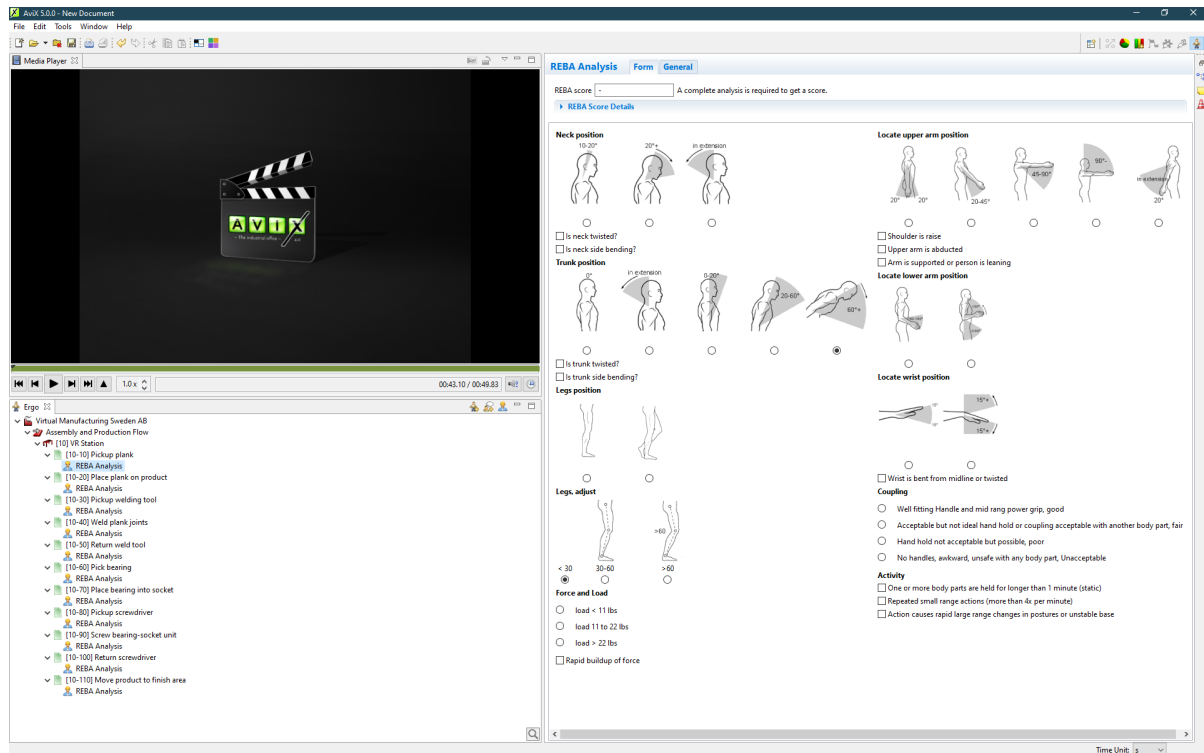 AviX 5.0.0 - New Document
File Edit Tools Window Help
Media Player
AVIX
- The industrial office -
00:43.10 / 00:49.83
1.0 x
Ergo
Virtual Manufacturing Sweden AB
Assembly and Production Flow
[10] VR Station
[10-10] Pickup plank
REBA Analysis
[10-20] Place plank on product
REBA Analysis
[10-30] Pickup welding tool
REBA Analysis
[10-40] Weld plank joints
REBA Analysis
[10-50] Return weld tool
REBA Analysis
[10-60] Pick bearing
REBA Analysis
[10-70] Place bearing into socket
REBA Analysis
[10-80] Pickup screwdriver
REBA Analysis
[10-90] Screw bearing-socket unit
REBA Analysis
[10-100] Return screwdriver
REBA Analysis
[10-110] Move product to finish area
REBA Analysis
REBA Analysis Form General
REBA score - A complete analysis is required to get a score.
REBA Score Details
Neck position
10-20° 20°+ in extension
Is neck twisted?
Is neck side bending?
Trunk position
0° in extension 0-20° 20-60° 60°+
Is trunk twisted?
Is trunk side bending?
Legs position
Legs, adjust
>60
< 30 30-60 >60
Force and Load
load < 11 lbs
load 11 to 22 lbs
load > 22 lbs
Rapid buildup of force
Locate upper arm position
20° 20° 20-45° 45-90° 90°- in extension 20°
Shoulder is raise
Upper arm is abducted
Arm is supported or person is leaning
Locate lower arm position
Locate wrist position
15° 15° 15°+ 15°+
Wrist is bent from midline or twisted
Coupling
Well fitting Handle and mid rang power grip, good
Acceptable but not ideal hand hold or coupling acceptable with another body part, fair
Hand hold not acceptable but possible, poor
No handles, awkward, unsafe with any body part, Unacceptable
Activity
One or more body parts are held for longer than 1 minute (static)
Repeated small range actions (more than 4x per minute)
Action causes rapid large range changes in postures or unstable base
Time Unit: s